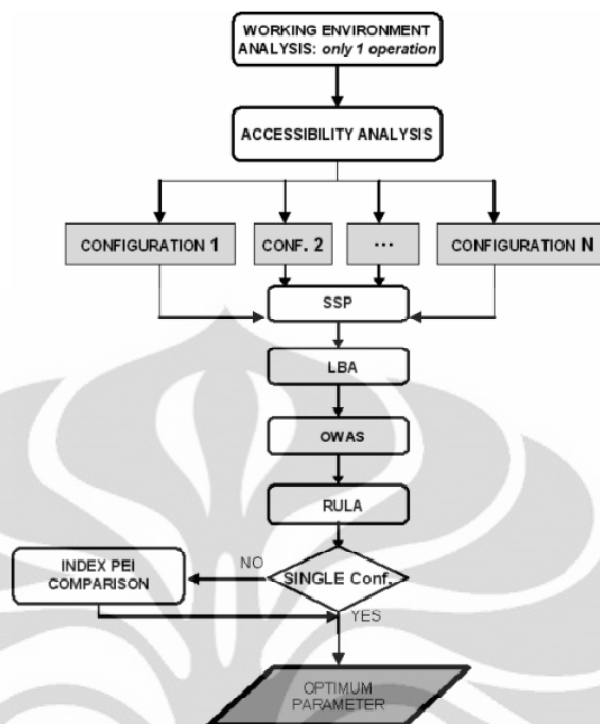 WORKING ENVIRONMENT
ANALYSIS: only 1 operation
ACCESSIBILITY ANALYSIS
CONFIGURATION 1
CONF. 2
...
CONFIGURATION N
SSP
LBA
OWAS
RULA
SINGLE Conf.
NO
INDEX PEI
COMPARISON
YES
OPTIMUM
PARAMETER